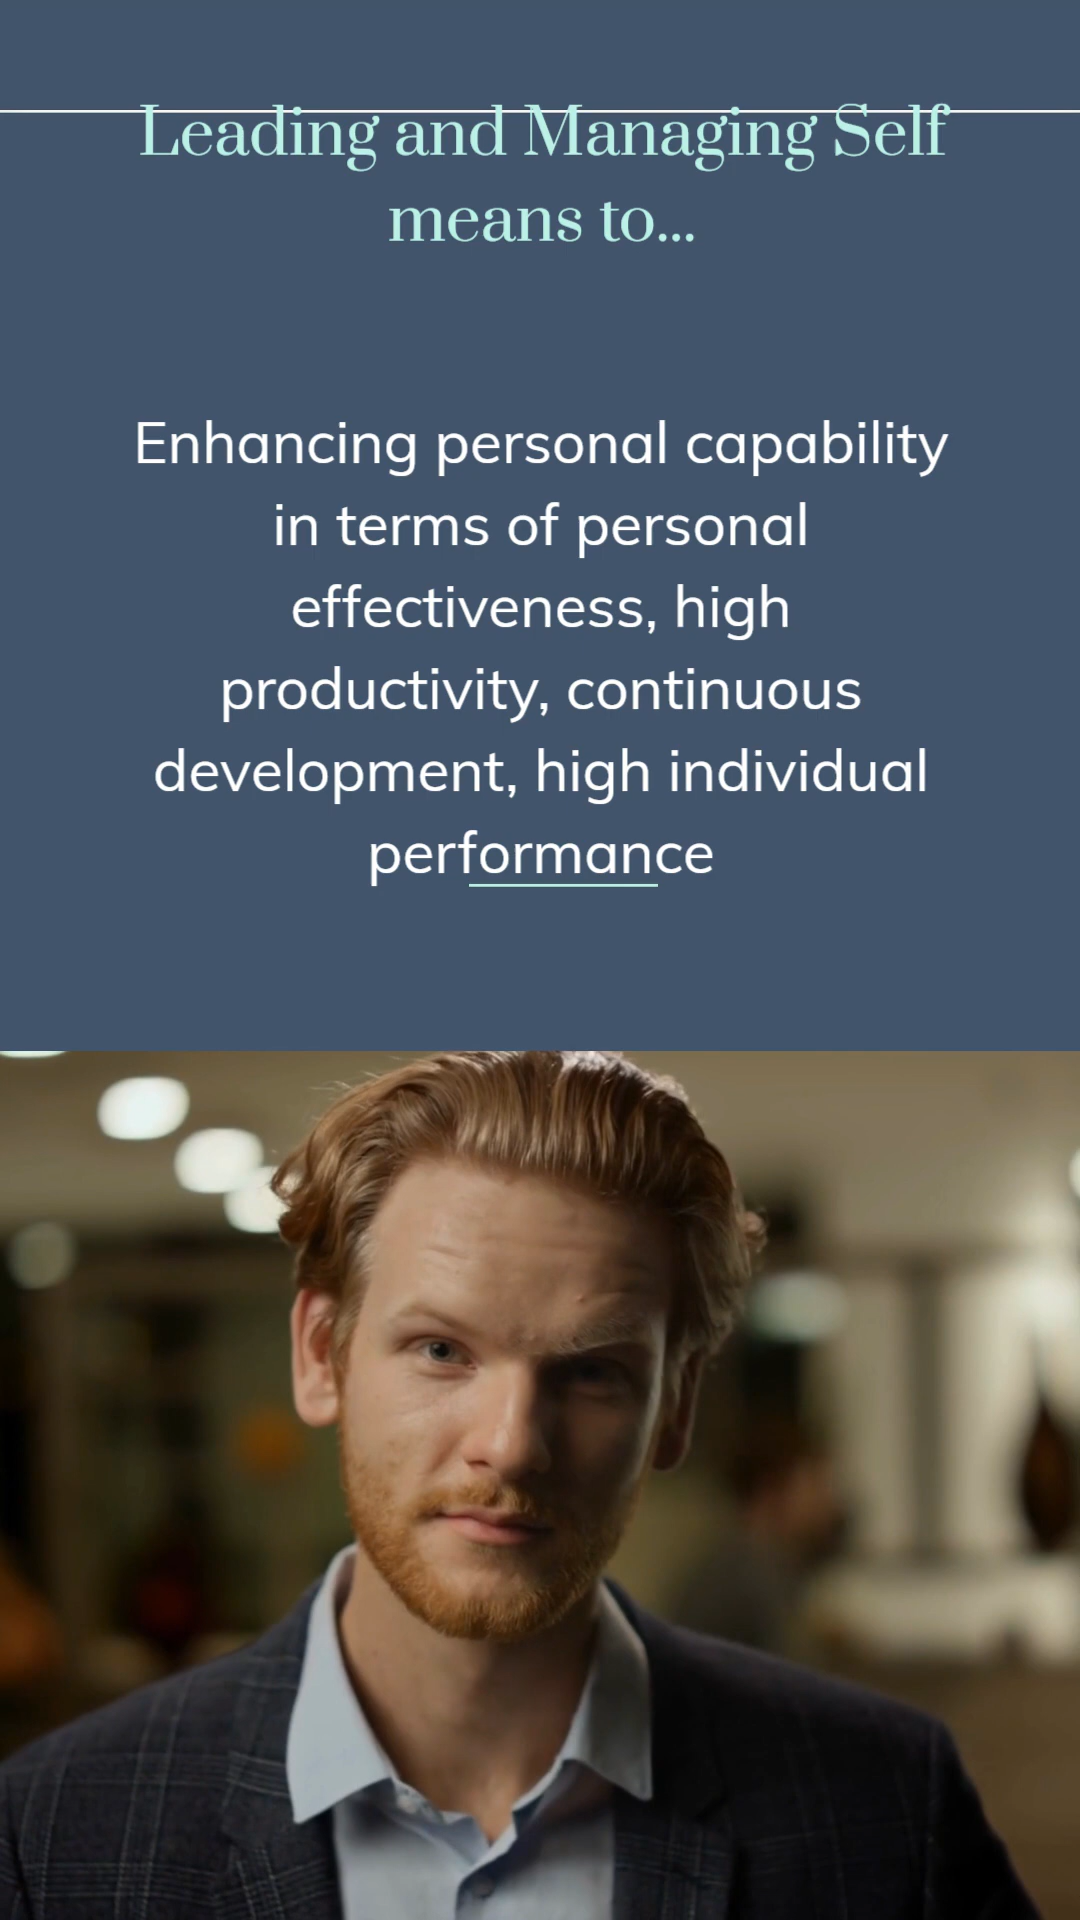 Leading and Managing Self
means to...
Enhancing personal capability
in terms of personal
effectiveness, high
productivity, continuous
development, high individual
performance